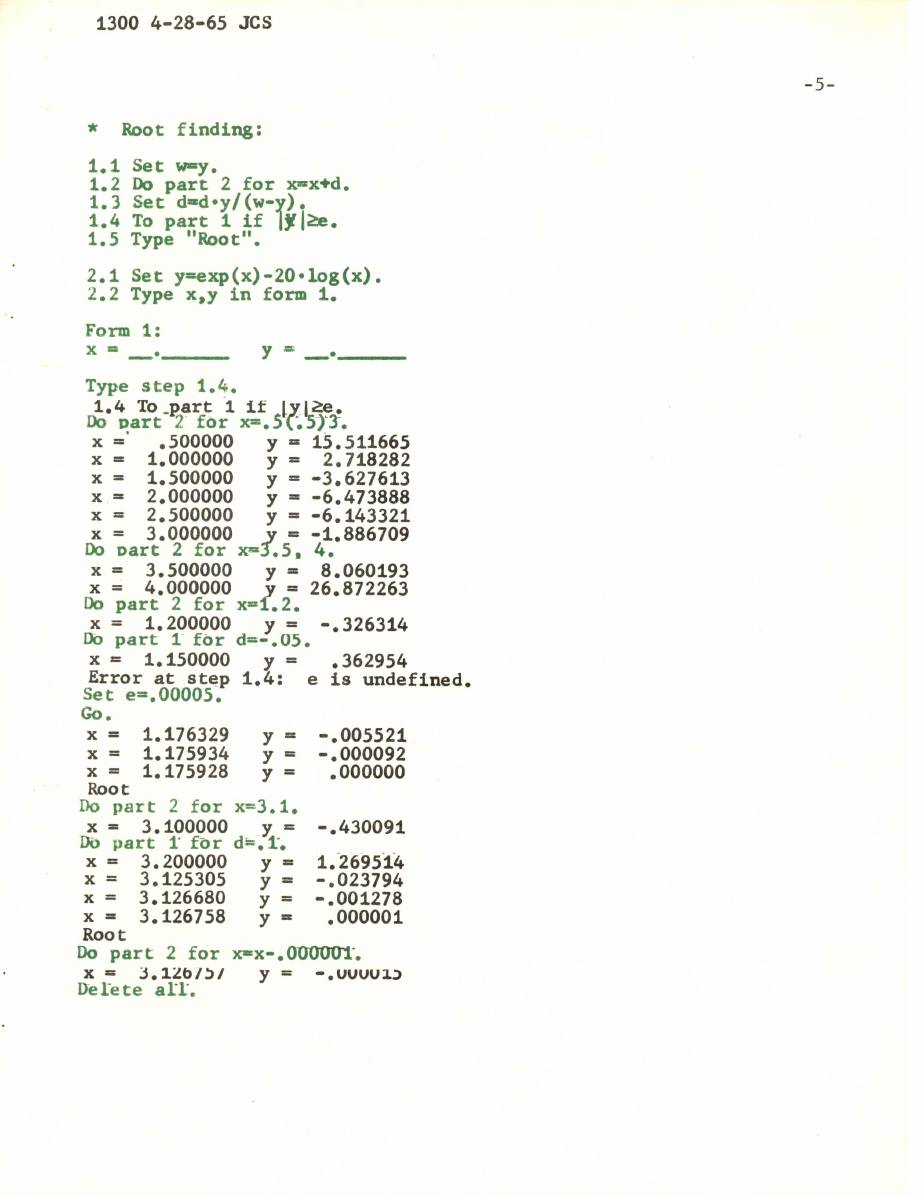 1300 4-28-65 JCS
-5-
* Root finding:
1.1 Set w=y.
1.2 Do part 2 for x=x+d.
1.3 Set d=d·y/(w-y).
1.4 To part 1 if |y|≥e.
1.5 Type "Root".
2.1 Set y=exp(x)-20·log(x).
2.2 Type x,y in form 1.
Form 1:
x = __.______ y = __.______
Type step 1.4.
1.4 To part 1 if |y|≥e.
Do part 2 for x=.5(.5)3.
x = .500000 y = 15.511665
x = 1.000000 y = 2.718282
x = 1.500000 y = -3.627613
x = 2.000000 y = -6.473888
x = 2.500000 y = -6.143321
x = 3.000000 y = -1.886709
Do part 2 for x=3.5, 4.
x = 3.500000 y = 8.060193
x = 4.000000 y = 26.872263
Do part 2 for x=1.2.
x = 1.200000 y = -.326314
Do part 1 for d=-.05.
x = 1.150000 y = .362954
Error at step 1.4: e is undefined.
Set e=.00005.
Go.
x = 1.176329 y = -.005521
x = 1.175934 y = -.000092
x = 1.175928 y = .000000
Root
Do part 2 for x=3.1.
x = 3.100000 y = -.430091
Do part 1 for d=.1.
x = 3.200000 y = 1.269514
x = 3.125305 y = -.023794
x = 3.126680 y = -.001278
x = 3.126758 y = .000001
Root
Do part 2 for x=x-.000001.
x = 3.126757 y = -.000015
Delete all.